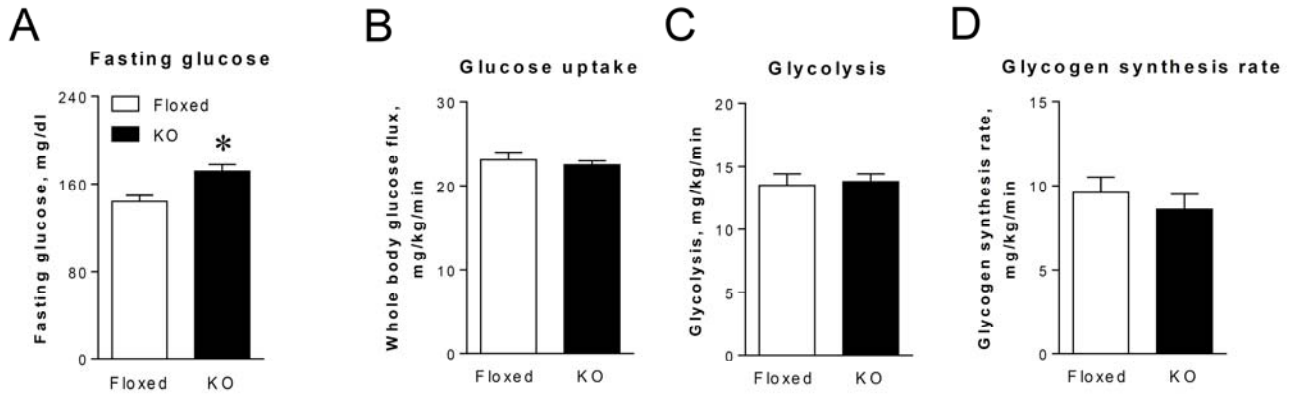 A
Fasting glucose
Fasting glucose, mg/dl
240
160
80
0
Floxed
KO
*
Floxed KO
B
Glucose uptake
Whole body glucose flux,
mg/kg/min
30
20
10
0
Floxed KO
C
Glycolysis
Glycolysis, mg/kg/min
20
15
10
5
0
Floxed KO
D
Glycogen synthesis rate
Glycogen synthesis rate,
mg/kg/min
15
10
5
0
Floxed KO